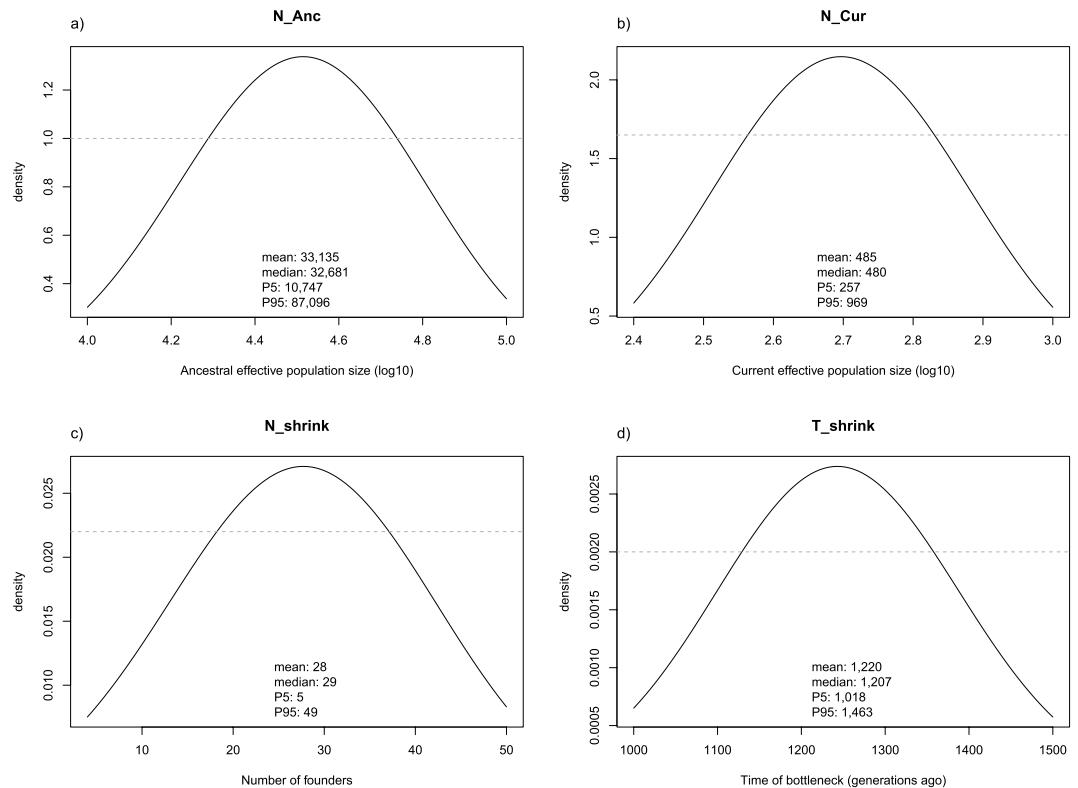 a)
N_Anc
density
0.4
0.6
0.8
1.0
1.2
mean: 33,135
median: 32,681
P5: 10,747
P95: 87,096
4.0
4.2
4.4
4.6
4.8
5.0
Ancestral effective population size (log10)
b)
N_Cur
density
0.5
1.0
1.5
2.0
mean: 485
median: 480
P5: 257
P95: 969
2.4
2.5
2.6
2.7
2.8
2.9
3.0
Current effective population size (log10)
c)
N_shrink
density
0.010
0.015
0.020
0.025
mean: 28
median: 29
P5: 5
P95: 49
10
20
30
40
50
Number of founders
d)
T_shrink
density
0.0005
0.0010
0.0015
0.0020
0.0025
mean: 1,220
median: 1,207
P5: 1,018
P95: 1,463
1000
1100
1200
1300
1400
1500
Time of bottleneck (generations ago)